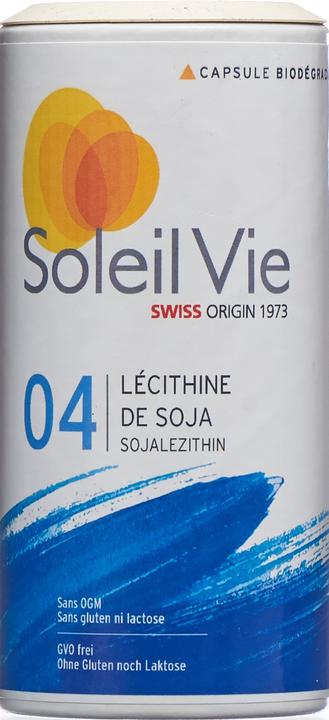 ▲ CAPSULE
Soleil Vie
SWISS ORIGIN 1973
04
LÉCITHINE
DE SOJA
SOJALEZITHIN
Sans OGM
Sans gluten ni lactose
GVO frei
Ohne Gluten noch Laktose